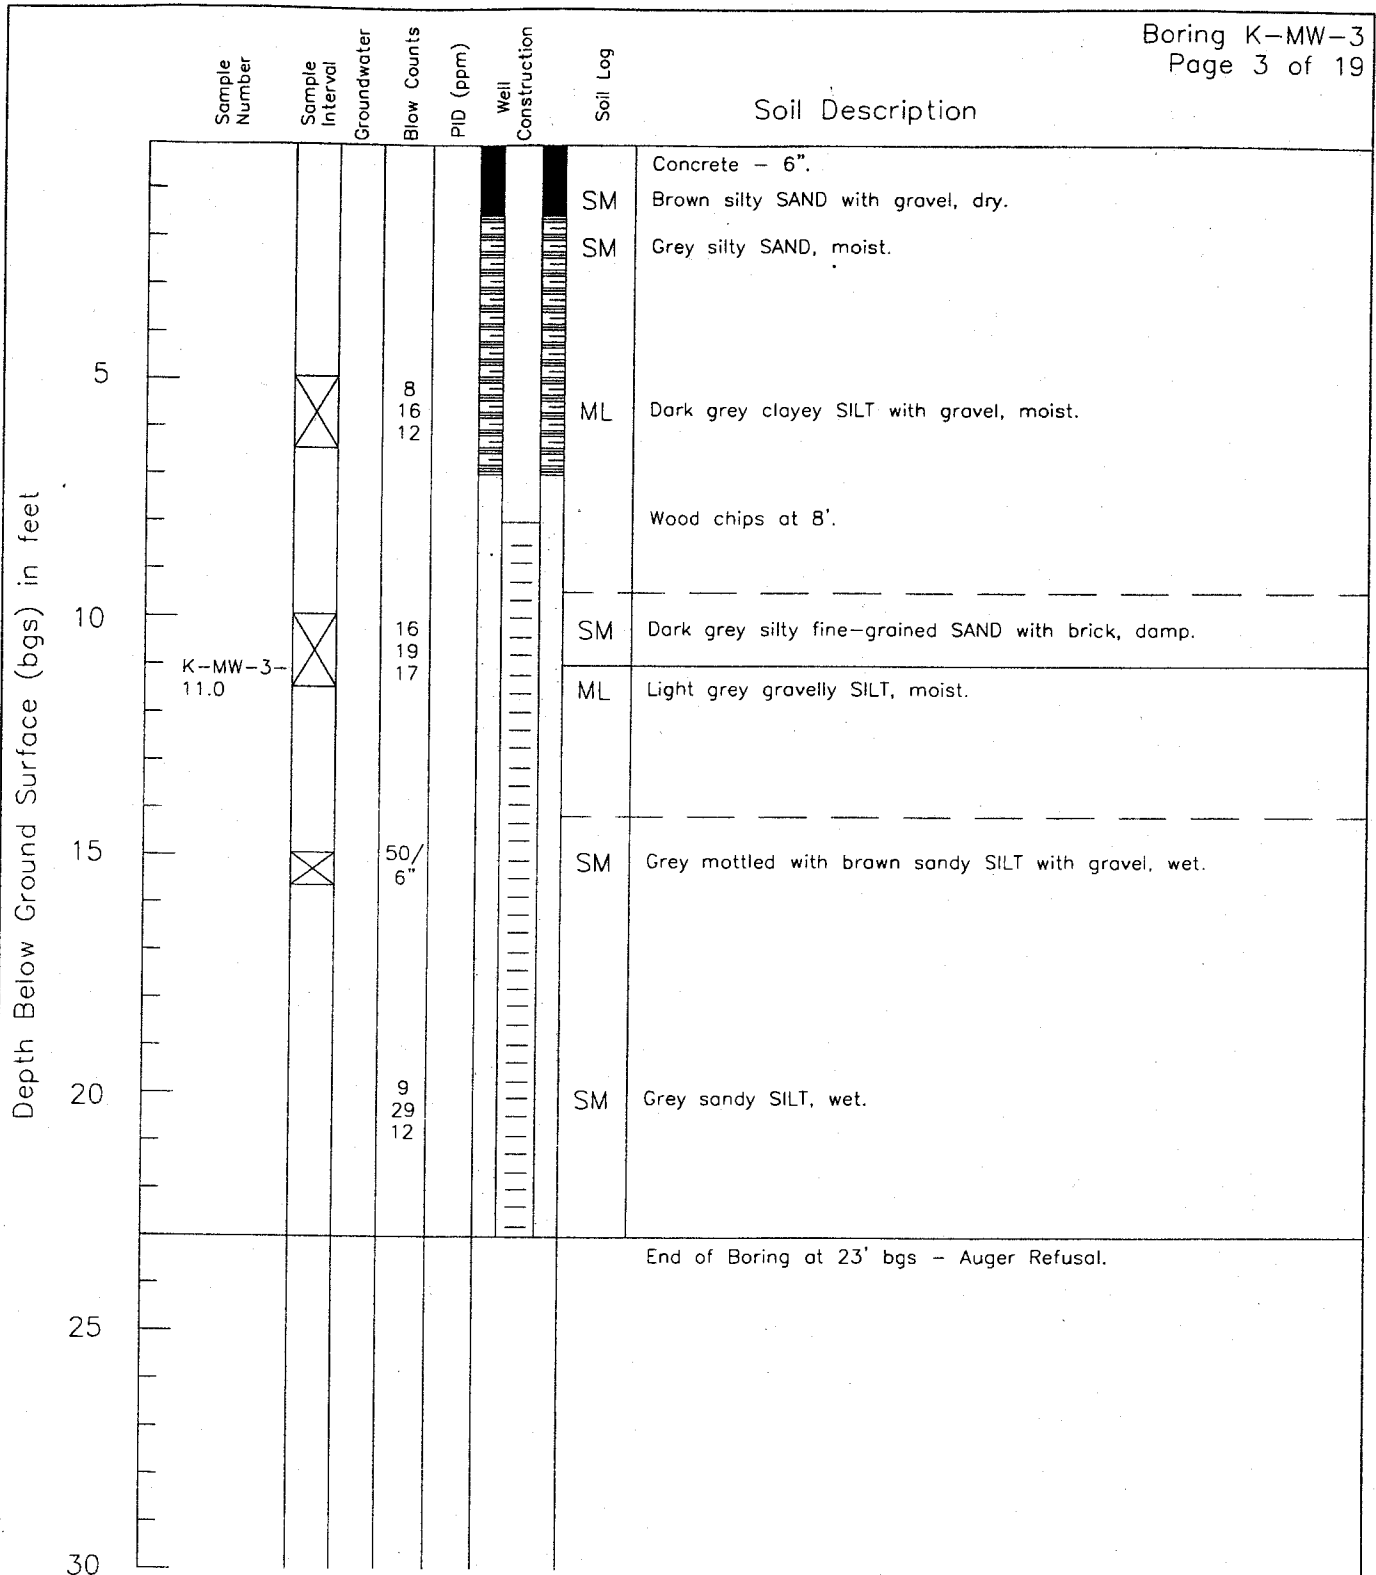 Boring K-MW-3
Page 3 of 19
Sample
Number
Sample
Interval
Groundwater
Blow Counts
PID (ppm)
Well
Construction
Soil Log
Soil Description
Depth Below Ground Surface (bgs) in feet
Concrete - 6".
SM Brown silty SAND with gravel, dry.
SM Grey silty SAND, moist.
5
8
16
12
ML Dark grey clayey SILT with gravel, moist.
Wood chips at 8'.
10
16
19
17
SM Dark grey silty fine-grained SAND with brick, damp.
K-MW-3-
11.0
ML Light grey gravelly SILT, moist.
15
50/
6"
SM Grey mottled with brown sandy SILT with gravel, wet.
20
9
29
12
SM Grey sandy SILT, wet.
End of Boring at 23' bgs - Auger Refusal.
25
30